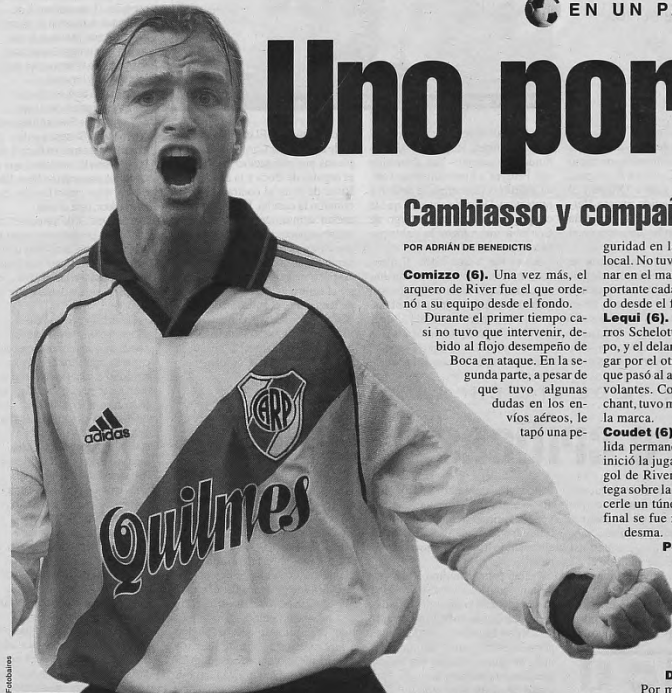 EN UN P
Uno por
Cambiasso y compañ
POR ADRIÁN DE BENEDICTIS
Comizzo (6). Una vez más, el
arquero de River fue el que orde-
nó a su equipo desde el fondo.
Durante el primer tiempo ca-
si no tuvo que intervenir, de-
bido al flojo desempeño de
Boca en ataque. En la se-
gunda parte, a pesar de
que tuvo algunas
dudas en los en-
víos aéreos, le
tapó una pe-
guridad en l
local. No tuv
nar en el ma
portante cada
do desde el f
Lequi (6).
rros Schelott
po, y el delan
gar por el ot
que pasó al a
volantes. Co
chant, tuvo m
la marca.
Coudet (6)
lida perman
inició la juga
gol de River
tega sobre la
cerle un túne
final se fue
desma.
P
D
Por m
adidas
CARP
Quilmes
Fotobaires